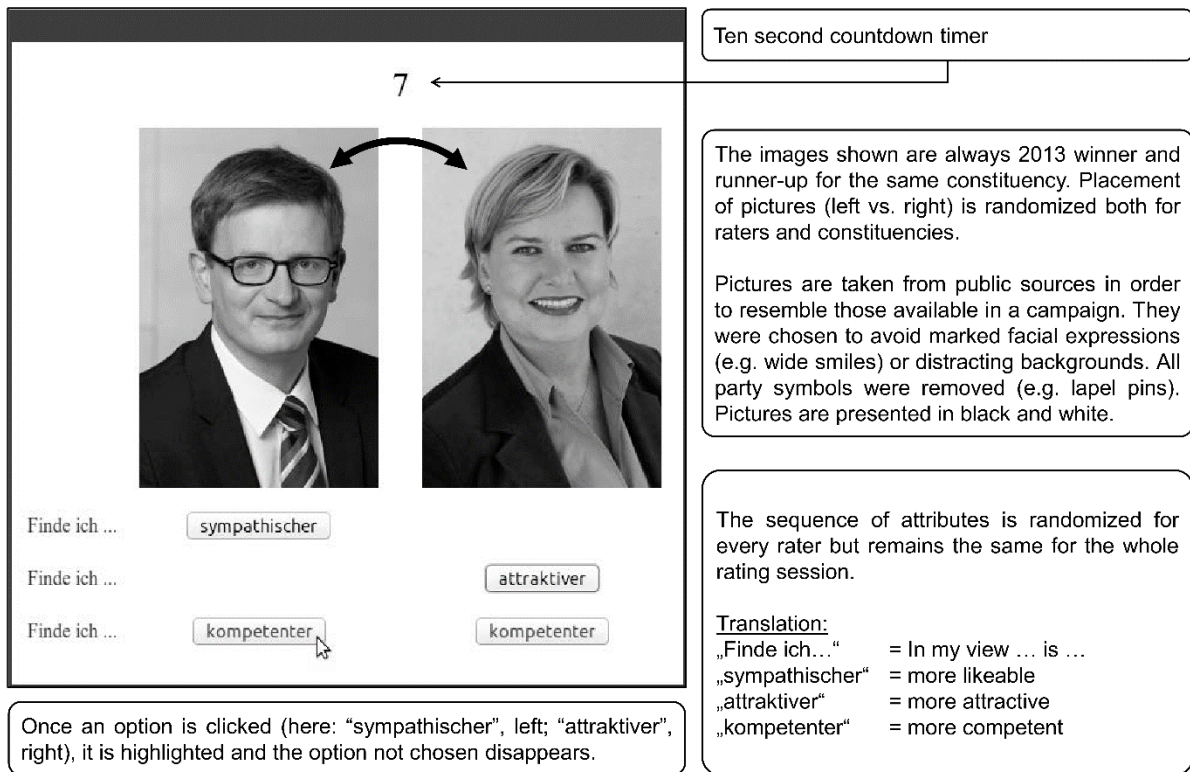 Ten second countdown timer
7
The images shown are always 2013 winner and
runner-up for the same constituency. Placement
of pictures (left vs. right) is randomized both for
raters and constituencies.
Pictures are taken from public sources in order
to resemble those available in a campaign. They
were chosen to avoid marked facial expressions
(e.g. wide smiles) or distracting backgrounds. All
party symbols were removed (e.g. lapel pins).
Pictures are presented in black and white.
Finde ich ... sympathischer
Finde ich ... attraktiver
Finde ich ... kompetenter kompetenter
The sequence of attributes is randomized for
every rater but remains the same for the whole
rating session.
Translation:
„Finde ich…“ = In my view … is …
„sympathischer“ = more likeable
„attraktiver“ = more attractive
„kompetenter“ = more competent
Once an option is clicked (here: “sympathischer”, left; “attraktiver”,
right), it is highlighted and the option not chosen disappears.